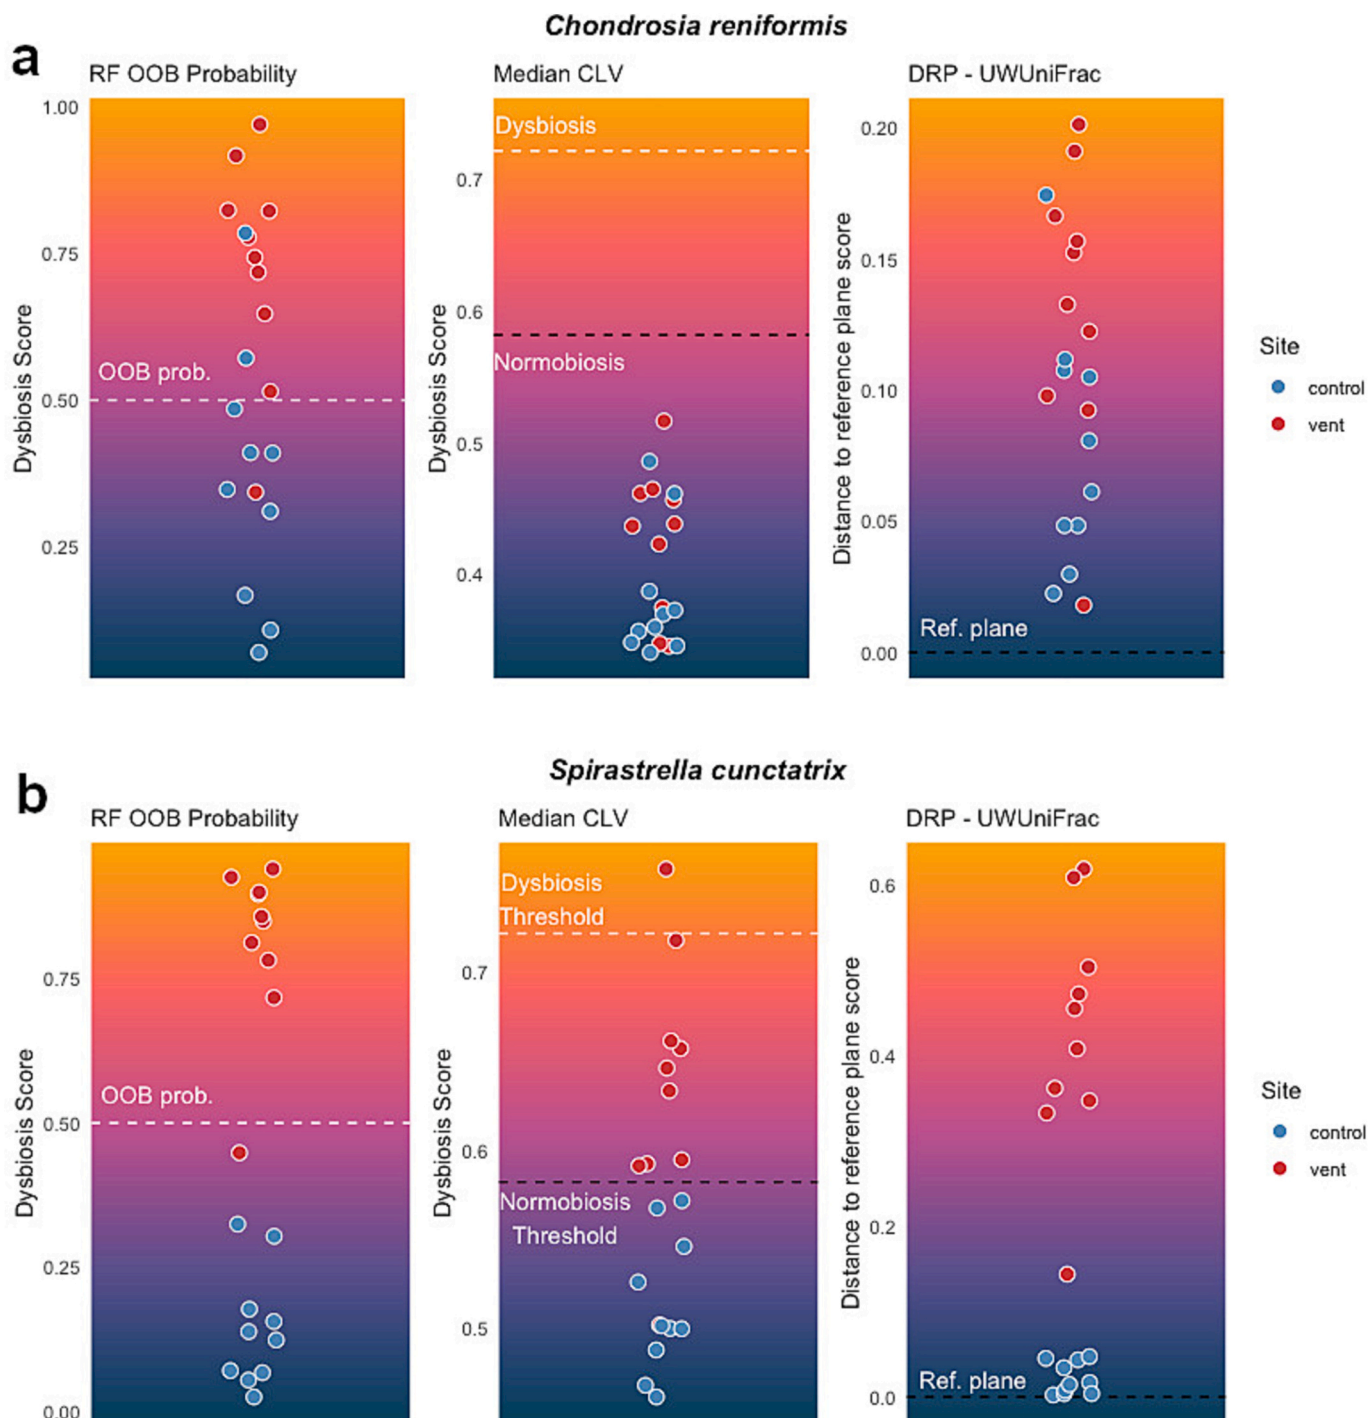 Chondrosia reniformis
a
RF OOB Probability
Median CLV
DRP - UWUniFrac
Dysbiosis Score
1.00
0.75
0.50
0.25
OOB prob.
Dysbiosis Score
0.7
0.6
0.5
0.4
Dysbiosis
Normobiosis
Distance to reference plane score
0.20
0.15
0.10
0.05
0.00
Ref. plane
Site
control
vent
Spirastrella cunctatrix
b
RF OOB Probability
Median CLV
DRP - UWUniFrac
Dysbiosis Score
0.75
0.50
0.25
0.00
OOB prob.
Dysbiosis Score
0.7
0.6
0.5
Dysbiosis
Threshold
Normobiosis
Threshold
Distance to reference plane score
0.6
0.4
0.2
0.0
Ref. plane
Site
control
vent